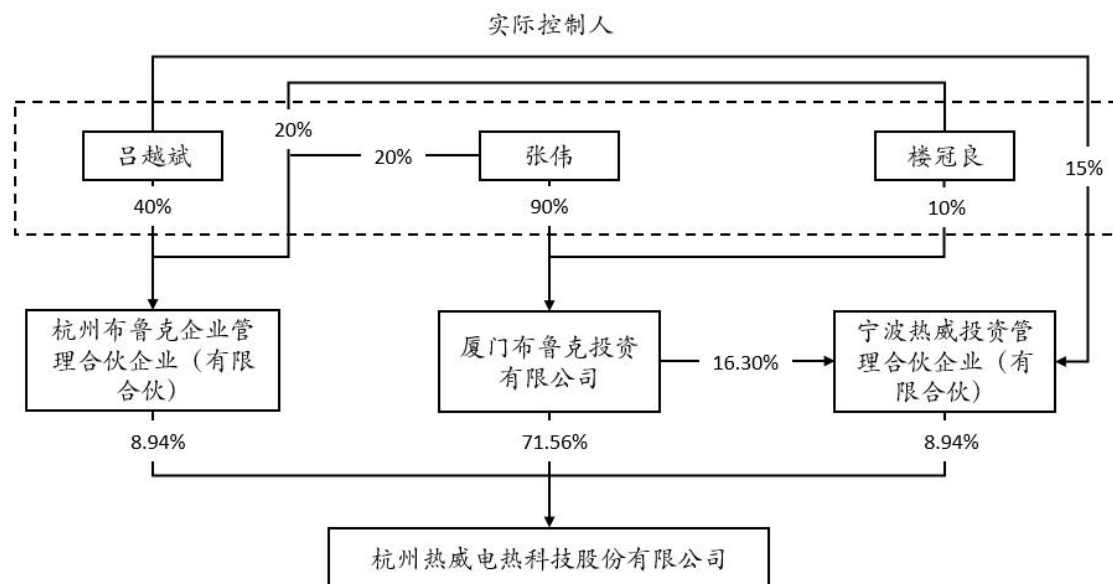 实际控制人
20%
吕越斌
20%
张伟
楼冠良
15%
40%
90%
10%
杭州布鲁克企业管
理合伙企业（有限
合伙）
厦门布鲁克投资
有限公司
16.30%
宁波热威投资管
理合伙企业（有
限合伙）
8.94%
71.56%
8.94%
杭州热威电热科技股份有限公司